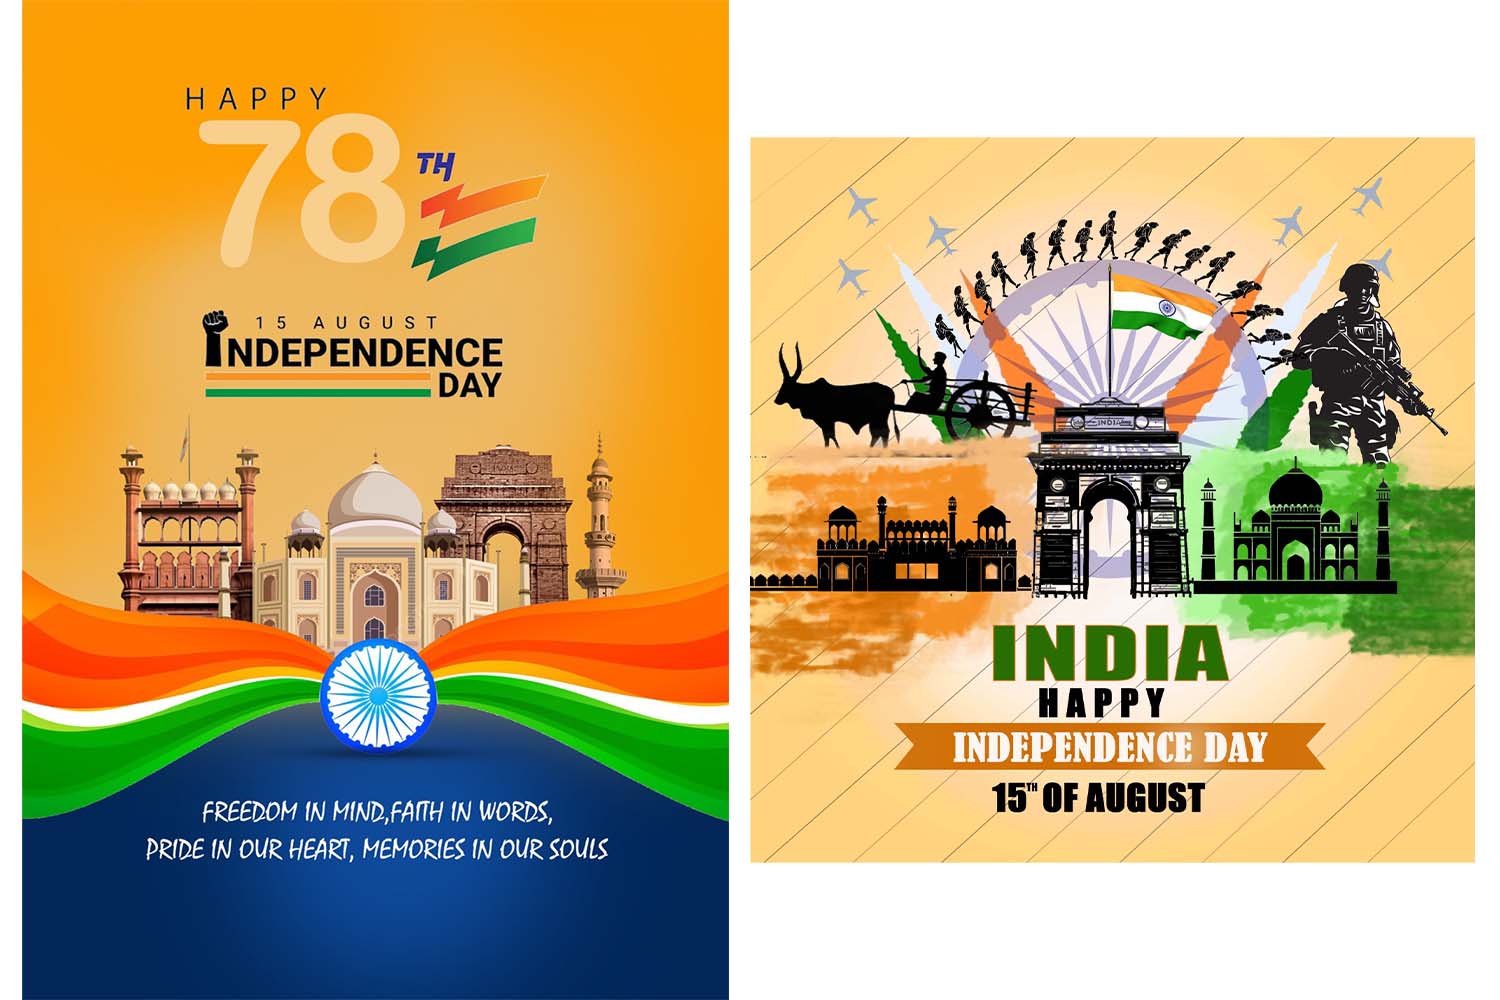 HAPPY
78TH
15 AUGUST
INDEPENDENCE
DAY
FREEDOM IN MIND,FAITH IN WORDS,
PRIDE IN OUR HEART, MEMORIES IN OUR SOULS
INDIA
INDIA
HAPPY
INDEPENDENCE DAY
15TH OF AUGUST